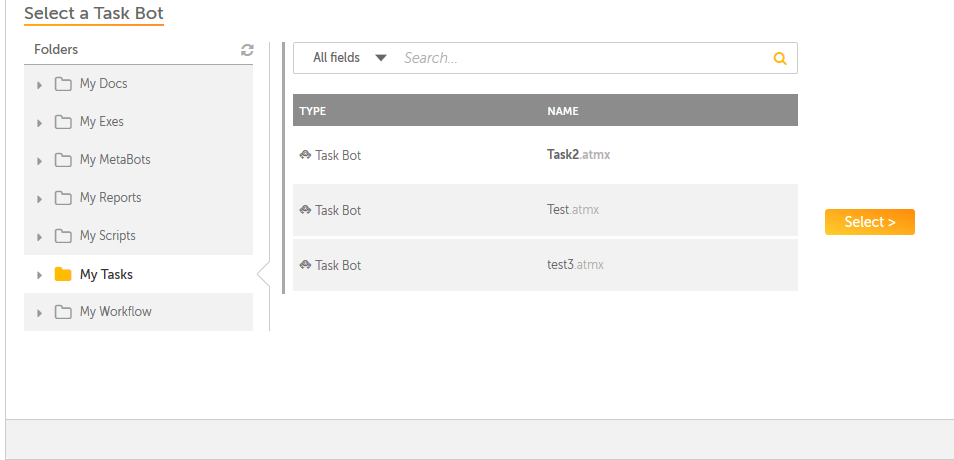 Select a Task Bot
Folders
My Docs
My Exes
My MetaBots
My Reports
My Scripts
My Tasks
My Workflow
All fields Search...
TYPE NAME
Task Bot Task2.atmx
Task Bot Test.atmx
Task Bot test3.atmx
Select >